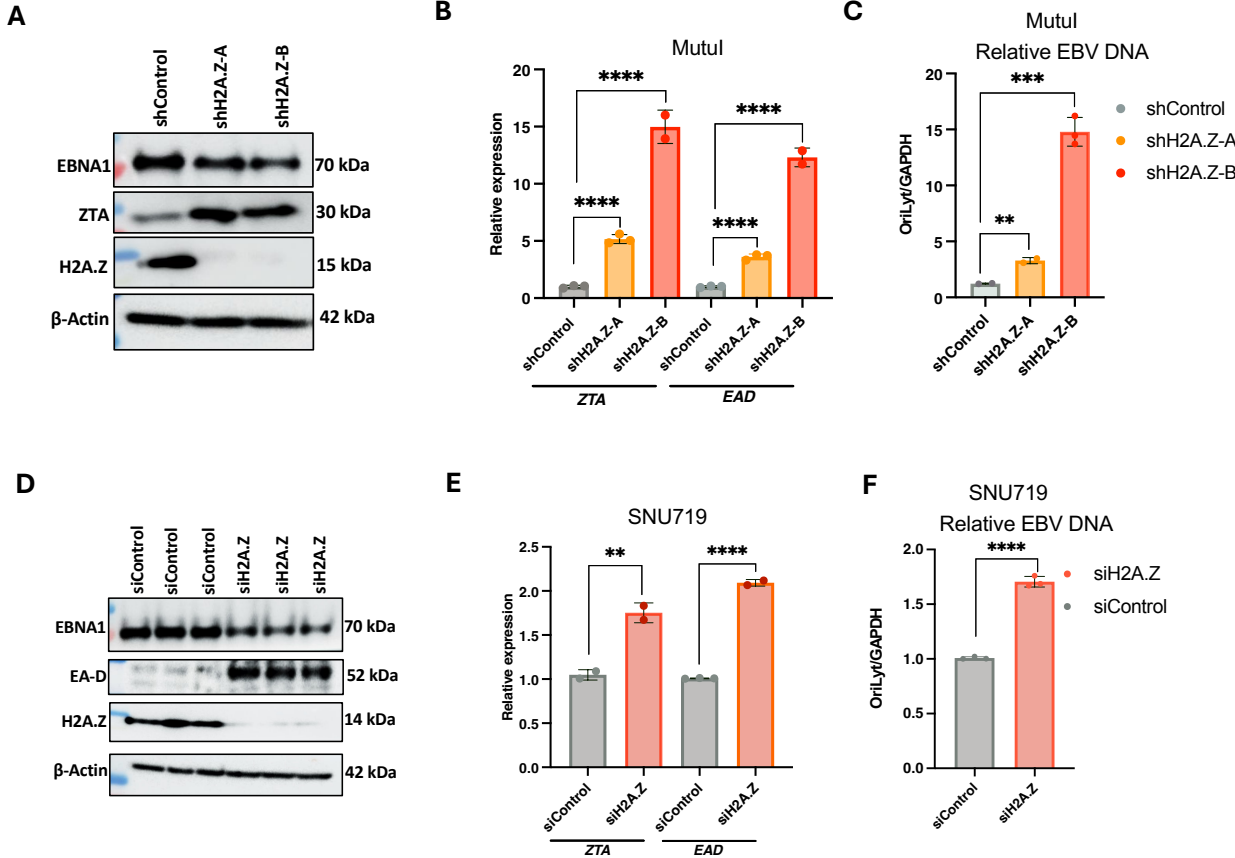 A
shControl
shH2A.Z-A
shH2A.Z-B
EBNA1
70 kDa
ZTA
30 kDa
H2A.Z
15 kDa
β-Actin
42 kDa
B
Mutul
Relative expression
20
15
10
5
0
****
****
****
****
shControl
shH2A.Z-A
shH2A.Z-B
shControl
shH2A.Z-A
shH2A.Z-B
ZTA
EAD
C
Mutul
Relative EBV DNA
OriLyt/GAPDH
20
15
10
5
0
***
**
shControl
shH2A.Z-A
shH2A.Z-B
shControl
shH2A.Z-A
shH2A.Z-B
D
siControl
siControl
siControl
siH2A.Z
siH2A.Z
siH2A.Z
EBNA1
70 kDa
EA-D
52 kDa
H2A.Z
14 kDa
β-Actin
42 kDa
E
SNU719
Relative expression
2.5
2.0
1.5
1.0
0.5
0.0
**
****
siControl
siH2A.Z
siControl
siH2A.Z
ZTA
EAD
F
SNU719
Relative EBV DNA
OriLyt/GAPDH
2.0
1.5
1.0
0.5
0.0
****
siControl
siH2A.Z
siH2A.Z
siControl